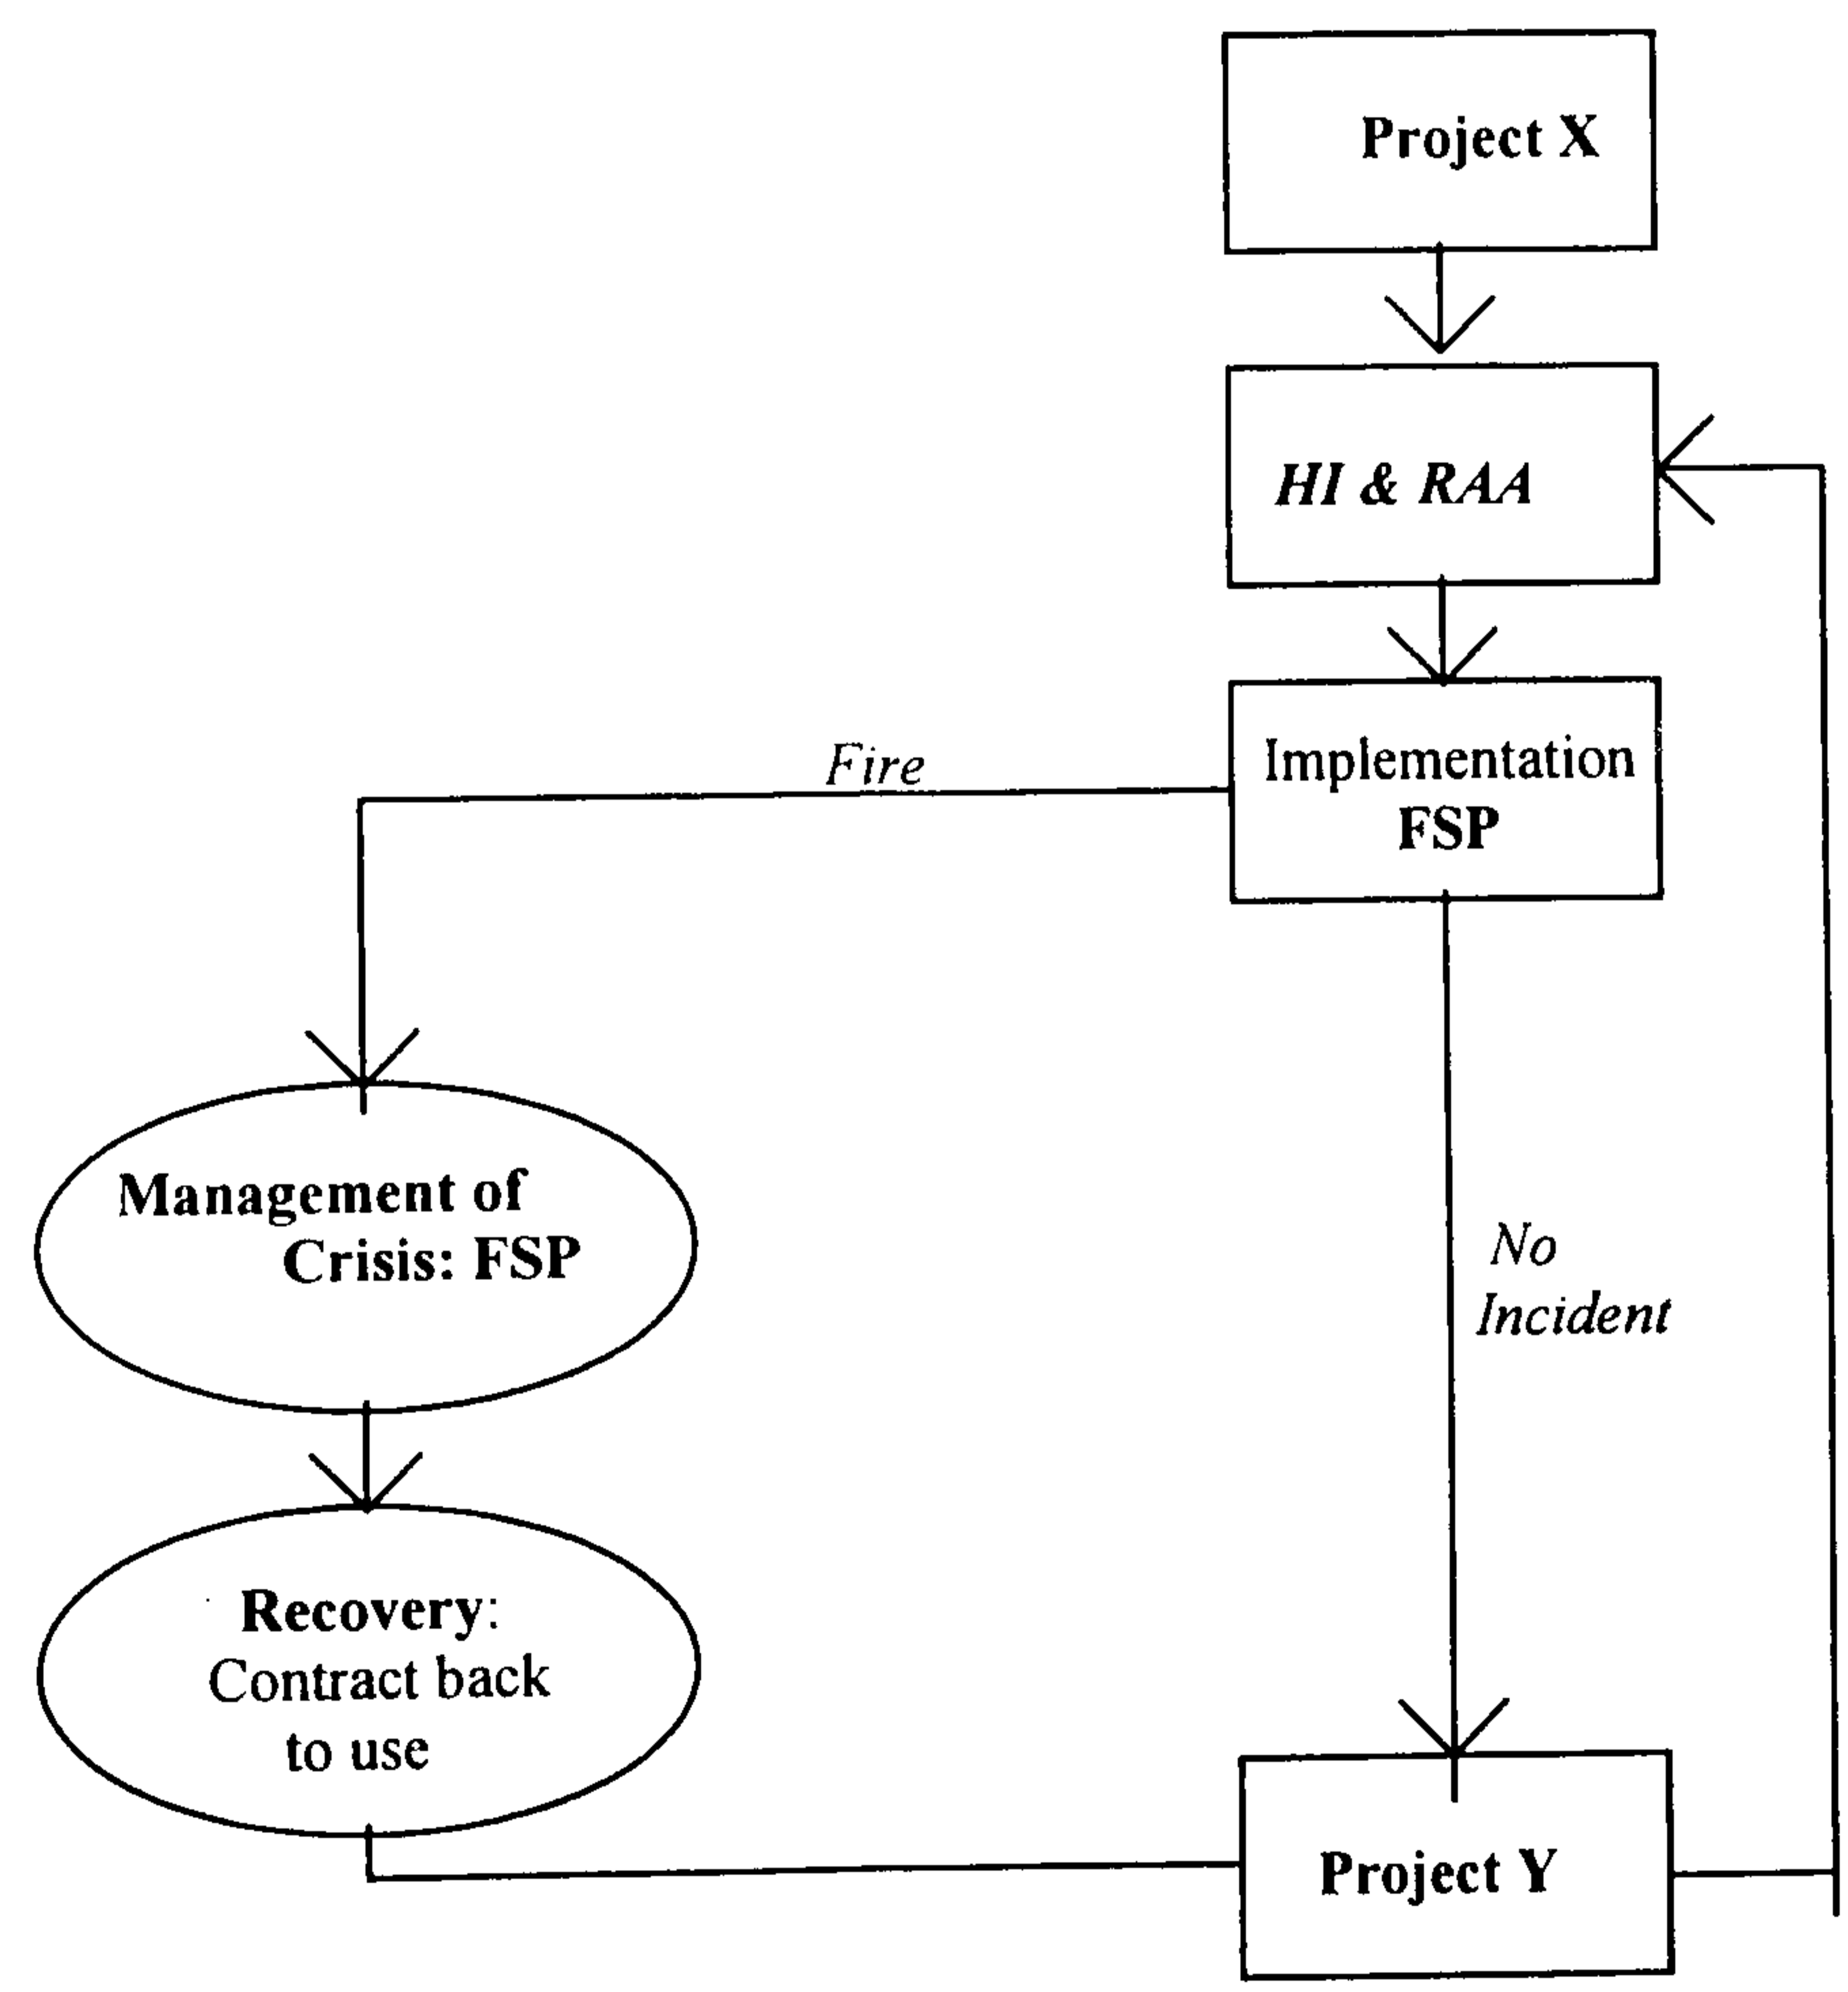 Project X
HI & RAA
Implementation
FSP
Fire
Management of
Crisis: FSP
No
Incident
Recovery:
Contract back
to use
Project Y